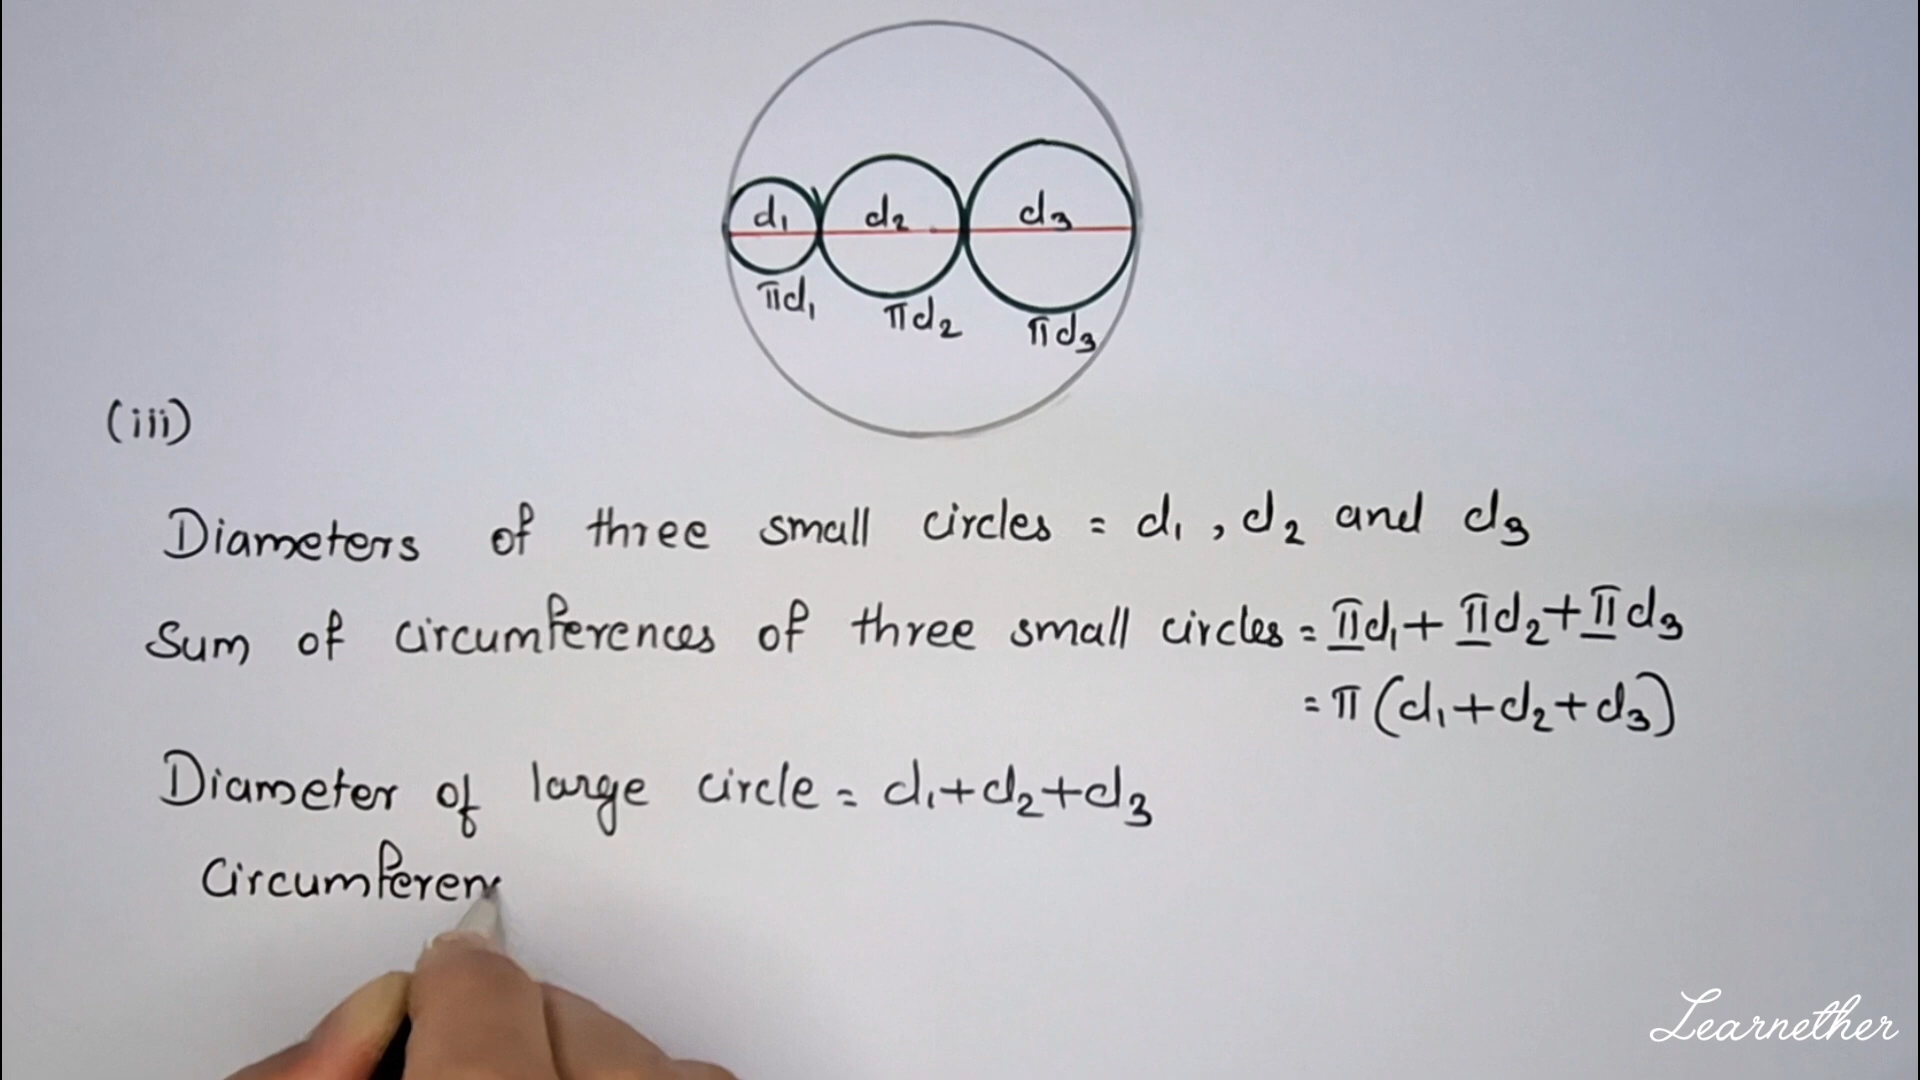 d₁ d₂ d₃
πd₁ πd₂ πd₃
(iii)
Diameters of three small circles = d₁, d₂ and d₃
Sum of circumferences of three small circles = πd₁ + πd₂ + πd₃
= π(d₁+d₂+d₃)
Diameter of large circle = d₁+d₂+d₃
Circumferen
Learnether